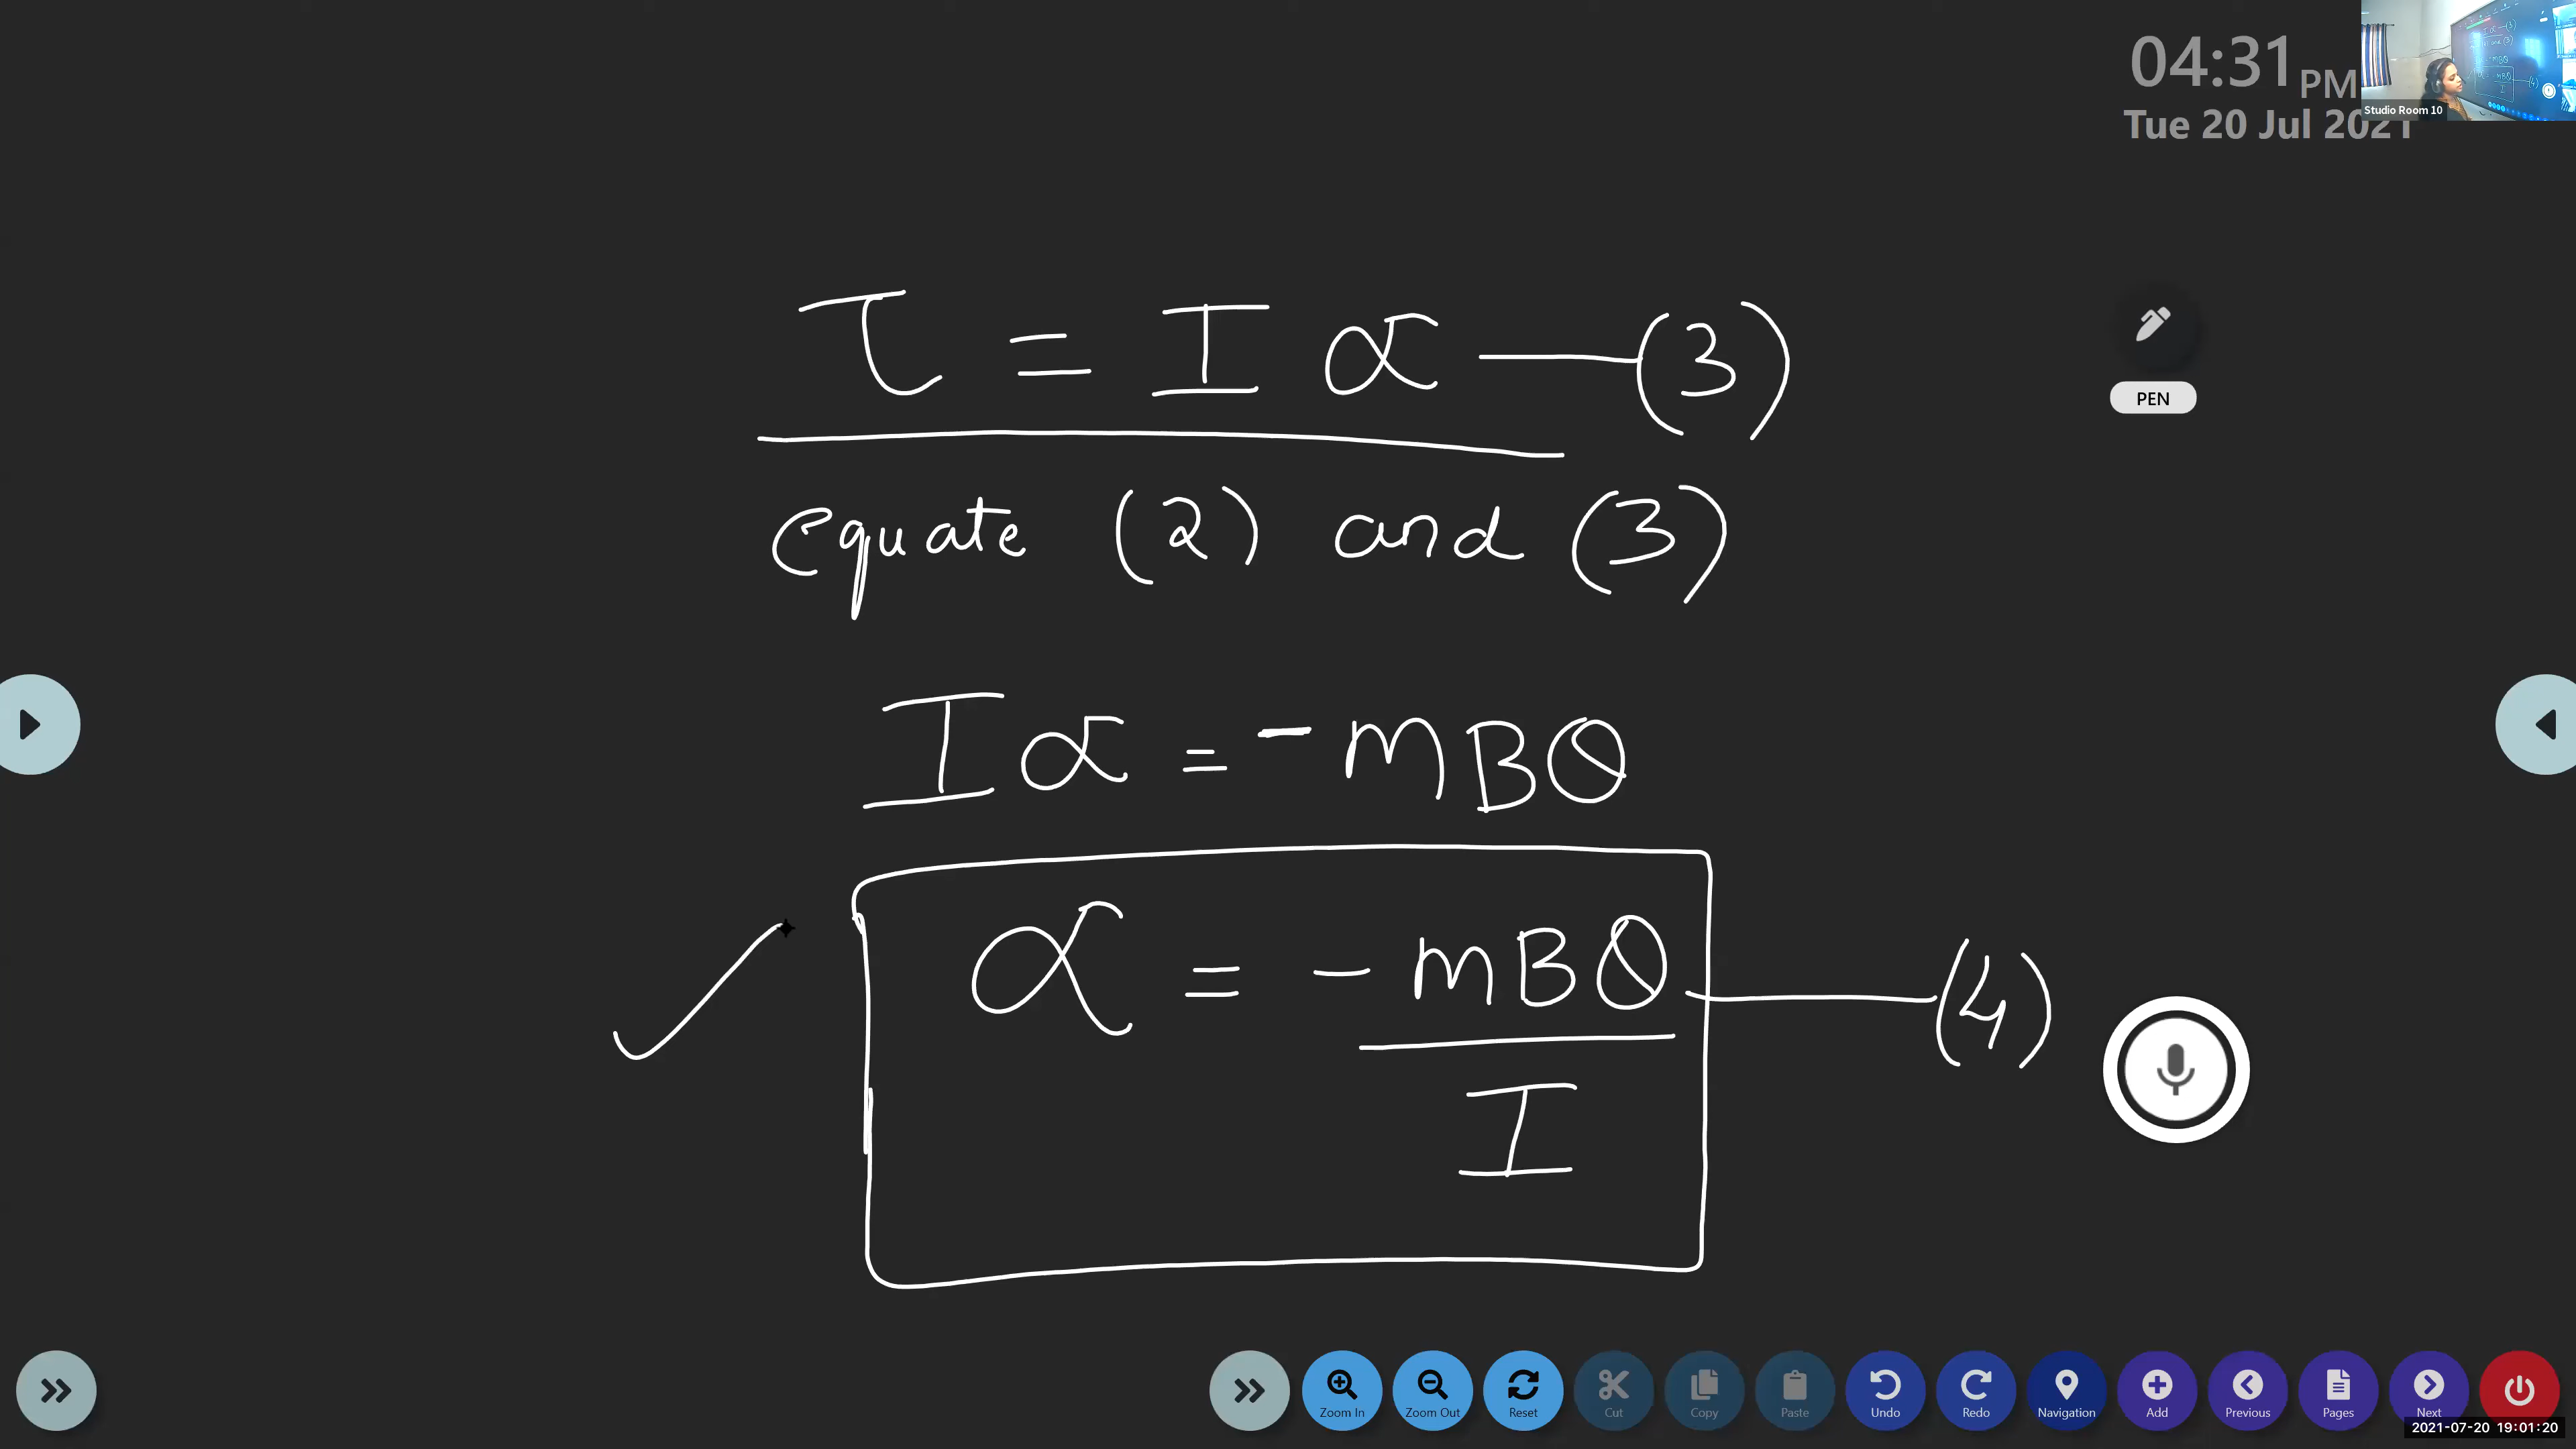 04:31 PM
Tue 20 Jul 2021
Studio Room 10
τ = I α — (3)
PEN
equate (2) and (3)
Iα = - mBθ
α = - mBθ / I — (4)
Zoom In
Zoom Out
Reset
Cut
Copy
Paste
Undo
Redo
Navigation
Add
Previous
Pages
Next
2021-07-20 19:01:20